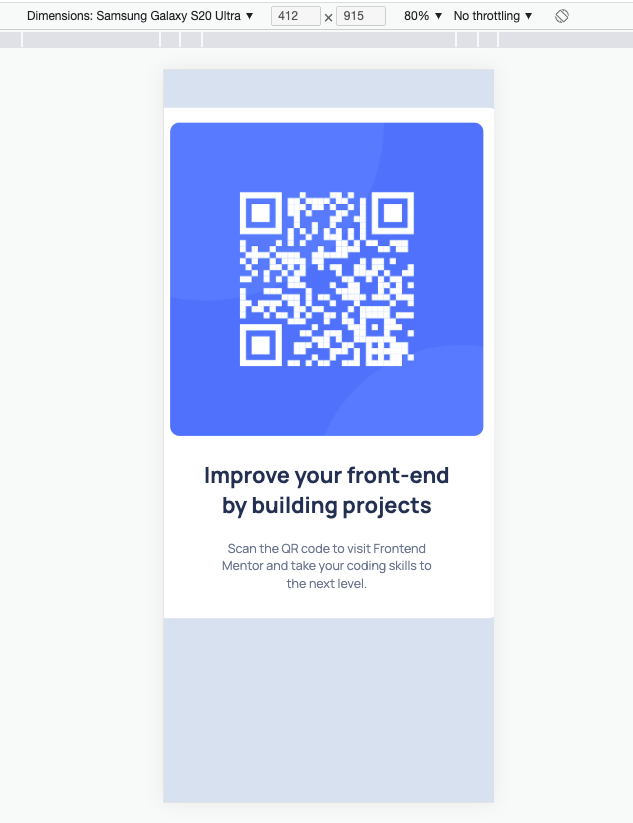 Dimensions: Samsung Galaxy S20 Ultra ▼ 412 × 915 80% ▼ No throttling ▼
Improve your front-end
by building projects
Scan the QR code to visit Frontend
Mentor and take your coding skills to
the next level.